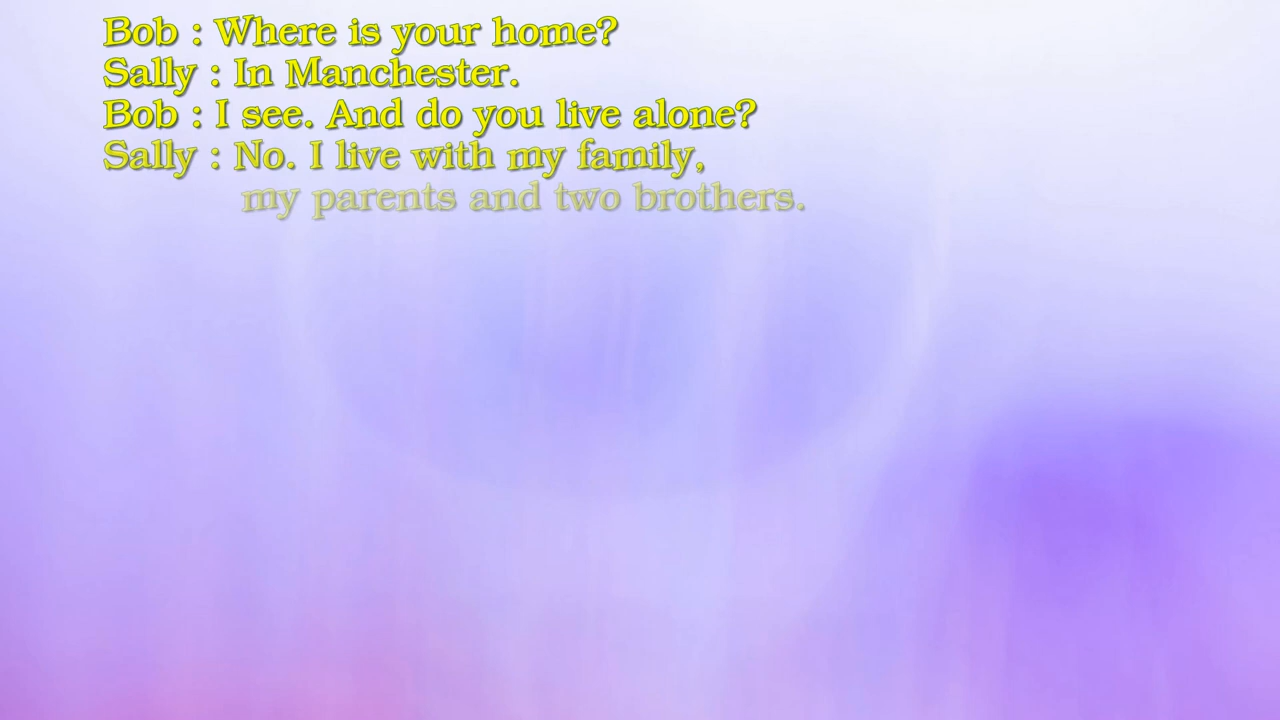 Bob : Where is your home?
Sally : In Manchester.
Bob : I see. And do you live alone?
Sally : No. I live with my family,
my parents and two brothers.